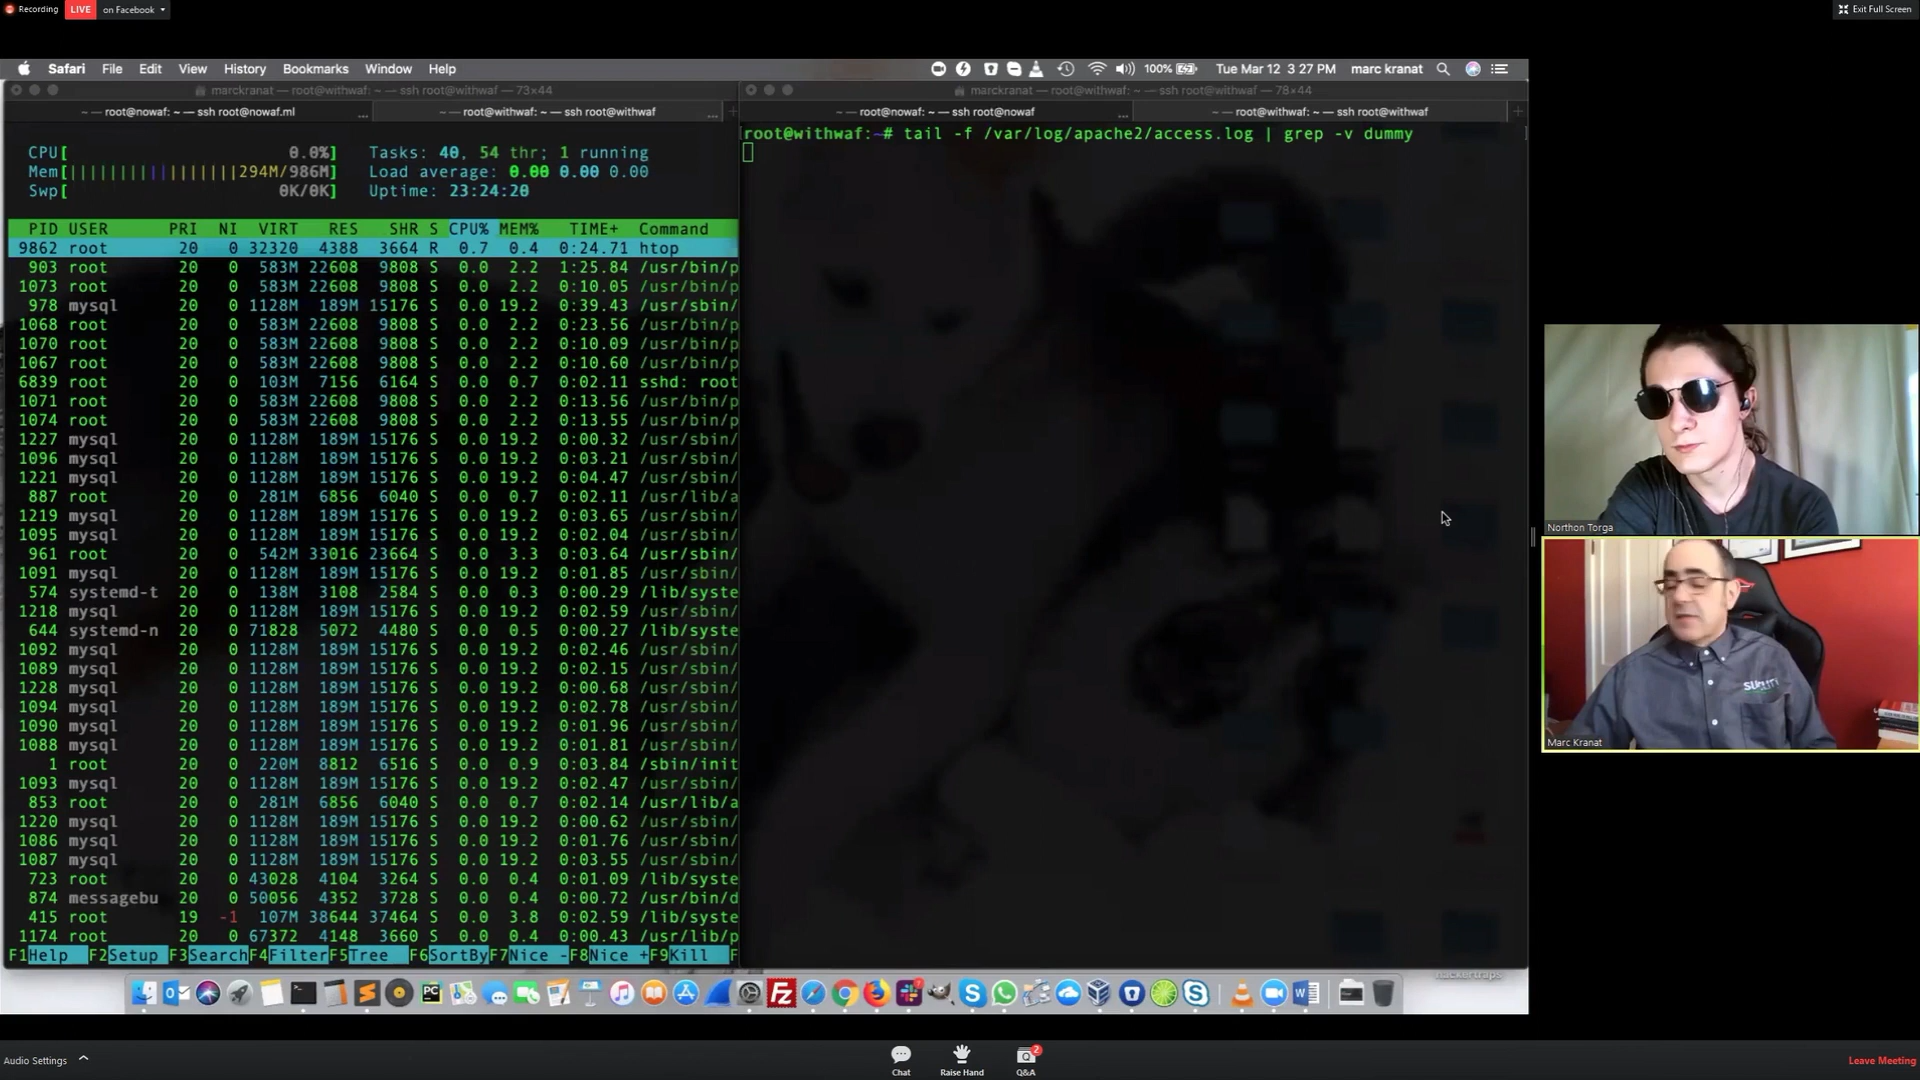 Recording LIVE on Facebook
Exit Full Screen
Safari File Edit View History Bookmarks Window Help
100% Tue Mar 12 3:27 PM marc kranat
marckranat — root@withwaf: ~ — ssh root@withwaf — 73×44
~ — root@nowaf: ~ — ssh root@nowaf.ml ...
~ — root@withwaf: ~ — ssh root@withwaf ...
CPU[ 0.0%] Tasks: 40, 54 thr; 1 running
Mem[||||||||||||||||||294M/986M] Load average: 0.00 0.00 0.00
Swp[ 0K/0K] Uptime: 23:24:20
PID USER PRI NI VIRT RES SHR S CPU% MEM% TIME+ Command
9862 root 20 0 32320 4388 3664 R 0.7 0.4 0:24.71 htop
903 root 20 0 583M 22608 9808 S 0.0 2.2 1:25.84 /usr/bin/p
1073 root 20 0 583M 22608 9808 S 0.0 2.2 0:10.05 /usr/bin/p
978 mysql 20 0 1128M 189M 15176 S 0.0 19.2 0:39.43 /usr/sbin/
1068 root 20 0 583M 22608 9808 S 0.0 2.2 0:23.56 /usr/bin/p
1070 root 20 0 583M 22608 9808 S 0.0 2.2 0:10.09 /usr/bin/p
1067 root 20 0 583M 22608 9808 S 0.0 2.2 0:10.60 /usr/bin/p
6839 root 20 0 103M 7156 6164 S 0.0 0.7 0:02.11 sshd: root
1071 root 20 0 583M 22608 9808 S 0.0 2.2 0:13.56 /usr/bin/p
1074 root 20 0 583M 22608 9808 S 0.0 2.2 0:13.55 /usr/bin/p
1227 mysql 20 0 1128M 189M 15176 S 0.0 19.2 0:00.32 /usr/sbin/
1096 mysql 20 0 1128M 189M 15176 S 0.0 19.2 0:03.21 /usr/sbin/
1221 mysql 20 0 1128M 189M 15176 S 0.0 19.2 0:04.47 /usr/sbin/
887 root 20 0 281M 6856 6040 S 0.0 0.7 0:02.11 /usr/lib/a
1219 mysql 20 0 1128M 189M 15176 S 0.0 19.2 0:03.65 /usr/sbin/
1095 mysql 20 0 1128M 189M 15176 S 0.0 19.2 0:02.04 /usr/sbin/
961 root 20 0 542M 33016 23664 S 0.0 3.3 0:03.64 /usr/sbin/
1091 mysql 20 0 1128M 189M 15176 S 0.0 19.2 0:01.85 /usr/sbin/
574 systemd-t 20 0 138M 3108 2584 S 0.0 0.3 0:00.29 /lib/syste
1218 mysql 20 0 1128M 189M 15176 S 0.0 19.2 0:02.59 /usr/sbin/
644 systemd-n 20 0 71828 5072 4480 S 0.0 0.5 0:00.27 /lib/syste
1092 mysql 20 0 1128M 189M 15176 S 0.0 19.2 0:02.46 /usr/sbin/
1089 mysql 20 0 1128M 189M 15176 S 0.0 19.2 0:02.15 /usr/sbin/
1228 mysql 20 0 1128M 189M 15176 S 0.0 19.2 0:00.68 /usr/sbin/
1094 mysql 20 0 1128M 189M 15176 S 0.0 19.2 0:02.78 /usr/sbin/
1090 mysql 20 0 1128M 189M 15176 S 0.0 19.2 0:01.96 /usr/sbin/
1088 mysql 20 0 1128M 189M 15176 S 0.0 19.2 0:01.81 /usr/sbin/
1 root 20 0 220M 8812 6516 S 0.0 0.9 0:03.84 /sbin/init
1093 mysql 20 0 1128M 189M 15176 S 0.0 19.2 0:02.47 /usr/sbin/
853 root 20 0 281M 6856 6040 S 0.0 0.7 0:02.14 /usr/lib/a
1220 mysql 20 0 1128M 189M 15176 S 0.0 19.2 0:00.62 /usr/sbin/
1086 mysql 20 0 1128M 189M 15176 S 0.0 19.2 0:01.76 /usr/sbin/
1087 mysql 20 0 1128M 189M 15176 S 0.0 19.2 0:03.55 /usr/sbin/
723 root 20 0 43028 4104 3264 S 0.0 0.4 0:01.09 /lib/syste
874 messagebu 20 0 50056 4352 3728 S 0.0 0.4 0:00.72 /usr/bin/d
415 root 19 -1 107M 38644 37464 S 0.0 3.8 0:02.59 /lib/syste
1174 root 20 0 67372 4148 3660 S 0.0 0.4 0:00.43 /usr/lib/p
F1Help F2Setup F3SearchF4FilterF5Tree F6SortByF7Nice -F8Nice +F9Kill F
marckranat — root@withwaf: ~ — ssh root@withwaf — 78×44
~ — root@nowaf: ~ — ssh root@nowaf ...
~ — root@withwaf: ~ — ssh root@withwaf
[root@withwaf:~# tail -f /var/log/apache2/access.log | grep -v dummy ]
hackertraps
Northon Torga
SUCURI
Marc Kranat
Audio Settings
Chat
Raise Hand
2
Q&A
Leave Meeting